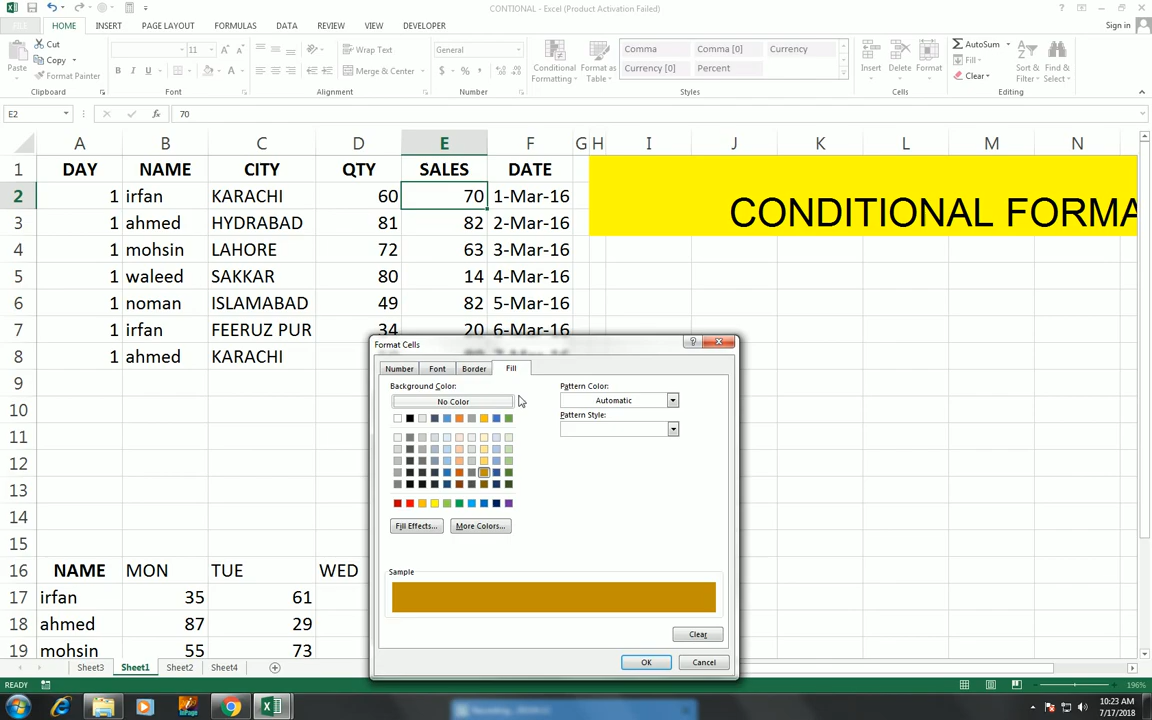 CONTIONAL - Excel (Product Activation Failed)
HOME INSERT PAGE LAYOUT FORMULAS DATA REVIEW VIEW DEVELOPER Sign in
Paste Cut Copy Format Painter Clipboard
11 Font
Wrap Text Merge & Center Alignment
General Number
Conditional Formatting Format as Table Comma Comma [0] Currency Currency [0] Percent Styles
Insert Delete Format Cells
AutoSum Fill Clear Sort & Filter Find & Select Editing
E2 70
A B C D E F G H I J K L M N
1 DAY NAME CITY QTY SALES DATE
2 1 irfan KARACHI 60 70 1-Mar-16
CONDITIONAL FORMA
3 1 ahmed HYDRABAD 81 82 2-Mar-16
4 1 mohsin LAHORE 72 63 3-Mar-16
5 1 waleed SAKKAR 80 14 4-Mar-16
6 1 noman ISLAMABAD 49 82 5-Mar-16
7 1 irfan FEERUZ PUR 34 20 6-Mar-16
8 1 ahmed KARACHI
9
10
11
12
13
14
15
16 NAME MON TUE WED
17 irfan 35 61
18 ahmed 87 29
19 mohsin 55 73
Format Cells
Number Font Border Fill
Background Color: Pattern Color:
No Color Automatic
Pattern Style:
Fill Effects... More Colors...
Sample
Clear
OK Cancel
Sheet3 Sheet1 Sheet2 Sheet4
READY 196%
10:23 AM
7/17/2018